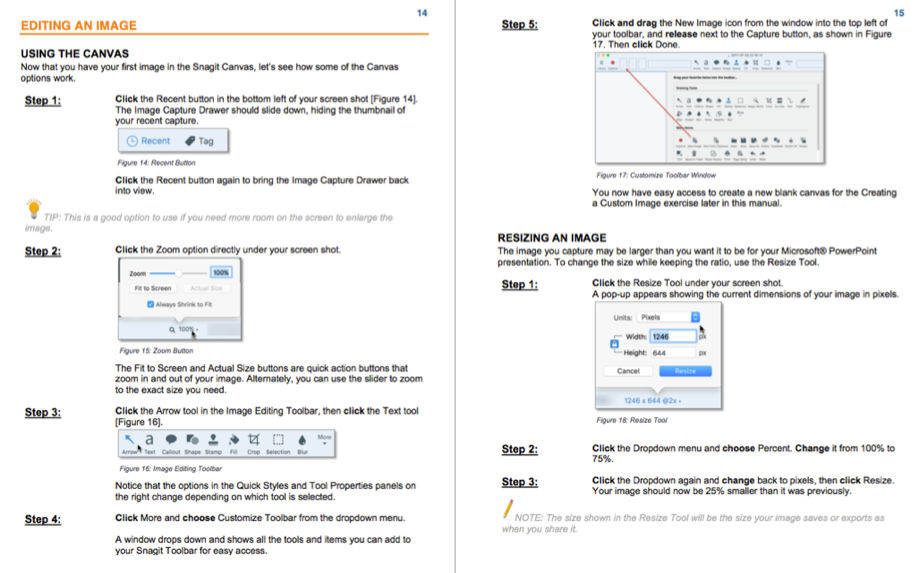 14
EDITING AN IMAGE
USING THE CANVAS
Now that you have your first image in the Snagit Canvas, let's see how some of the Canvas
options work.
Step 1:
Click the Recent button in the bottom left of your screen shot [Figure 14].
The Image Capture Drawer should slide down, hiding the thumbnail of
your recent capture.
Recent Tag
Figure 14: Recent Button
Click the Recent button again to bring the Image Capture Drawer back
into view.
TIP: This is a good option to use if you need more room on the screen to enlarge the
image.
Step 2:
Click the Zoom option directly under your screen shot.
Zoom 100%
Fit to Screen Actual Size
Always Shrink to Fit
100%
Figure 15: Zoom Button
The Fit to Screen and Actual Size buttons are quick action buttons that
zoom in and out of your image. Alternately, you can use the slider to zoom
to the exact size you need.
Step 3:
Click the Arrow tool in the Image Editing Toolbar, then click the Text tool
[Figure 16].
a More
Arrow Text Callout Shape Stamp Fill Crop Selection Blur
Figure 16: Image Editing Toolbar
Notice that the options in the Quick Styles and Tool Properties panels on
the right change depending on which tool is selected.
Step 4:
Click More and choose Customize Toolbar from the dropdown menu.
A window drops down and shows all the tools and items you can add to
your Snagit Toolbar for easy access.
15
Step 5:
Click and drag the New Image icon from the window into the top left of
your toolbar, and release next to the Capture button, as shown in Figure
17. Then click Done.
Drag your favorite items into the toolbar...
Drawing Tools
Figure 17: Customize Toolbar Window
You now have easy access to create a new blank canvas for the Creating
a Custom Image exercise later in this manual.
RESIZING AN IMAGE
The image you capture may be larger than you want it to be for your Microsoft® PowerPoint
presentation. To change the size while keeping the ratio, use the Resize Tool.
Step 1:
Click the Resize Tool under your screen shot.
A pop-up appears showing the current dimensions of your image in pixels.
Units: Pixels
Width: 1246 px
Height: 644 px
Cancel Resize
1246 x 644 @2x
Figure 18: Resize Tool
Step 2:
Click the Dropdown menu and choose Percent. Change it from 100% to
75%.
Step 3:
Click the Dropdown again and change back to pixels, then click Resize.
Your image should now be 25% smaller than it was previously.
NOTE: The size shown in the Resize Tool will be the size your image saves or exports as
when you share it.